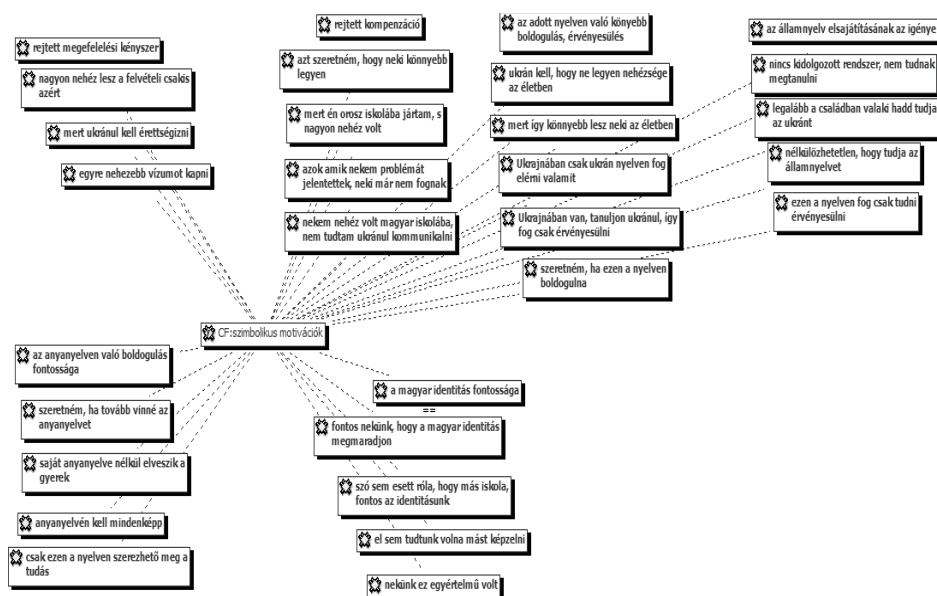 rejtett megfelelési kényszer
nagyon nehéz lesz a felvételi csakis
azért
mert ukránul kell érettségizni
egyre nehezebb vízumot kapni
rejtett kompenzáció
azt szeretném, hogy neki könnyebb
legyen
mert én orosz iskolába jártam, s
nagyon nehéz volt
azok amik nekem problémát
jelentettek, neki már nem fognak
nekem nehéz volt magyar iskolába,
nem tudtam ukránul kommunikalni
az adott nyelven való könyebb
boldogulás, érvényesülés
ukrán kell, hogy ne legyen nehézsége
az életben
mert így könnyebb lesz neki az életben
Ukrajnában csak ukrán nyelven fog
elérni valamit
Ukrajnában van, tanuljon ukránul, így
fog csak érvényesülni
szeretném, ha ezen a nyelven
boldogulna
az államnyelv elsajátításának az igénye
nincs kidolgozott rendszer, nem tudnak
megtanulni
legalább a családban valaki hadd tudja
az ukránt
nélkülözhetetlen, hogy tudja az
államnyelvet
ezen a nyelven fog csak tudni
érvényesülni
CF:szimbolikus motivációk
az anyanyelven való boldogulás
fontossága
szeretném, ha tovább vinné az
anyanyelvet
saját anyanyelve nélkül elveszik a
gyerek
anyanyelvén kell mindenképp
csak ezen a nyelven szerezhető meg a
tudás
a magyar identitás fontossága
==
fontos nekünk, hogy a magyar identitás
megmaradjon
szó sem esett róla, hogy más iskola,
fontos az identitásunk
el sem tudtunk volna mást képzelni
nekünk ez egyértelmű volt